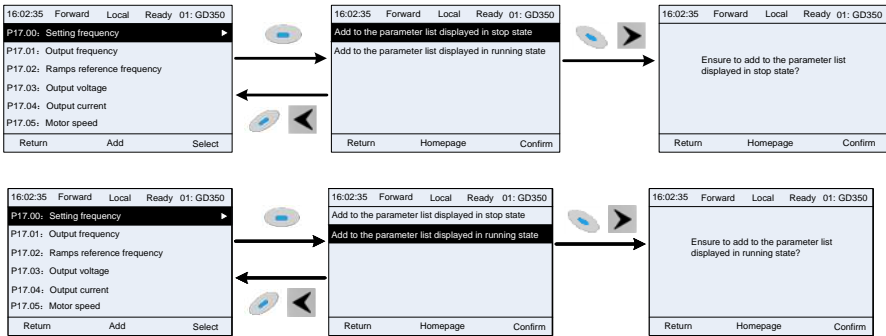 16:02:35 Forward Local Ready 01: GD350
P17.00: Setting frequency
P17.01: Output frequency
P17.02: Ramps reference frequency
P17.03: Output voltage
P17.04: Output current
P17.05: Motor speed
Return Add Select
16:02:35 Forward Local Ready 01: GD350
Add to the parameter list displayed in stop state
Add to the parameter list displayed in running state
Return Homepage Confirm
16:02:35 Forward Local Ready 01: GD350
Ensure to add to the parameter list
displayed in stop state?
Return Homepage Confirm
16:02:35 Forward Local Ready 01: GD350
P17.00: Setting frequency
P17.01: Output frequency
P17.02: Ramps reference frequency
P17.03: Output voltage
P17.04: Output current
P17.05: Motor speed
Return Add Select
16:02:35 Forward Local Ready 01: GD350
Add to the parameter list displayed in stop state
Add to the parameter list displayed in running state
Return Homepage Confirm
16:02:35 Forward Local Ready 01: GD350
Ensure to add to the parameter list
displayed in running state?
Return Homepage Confirm